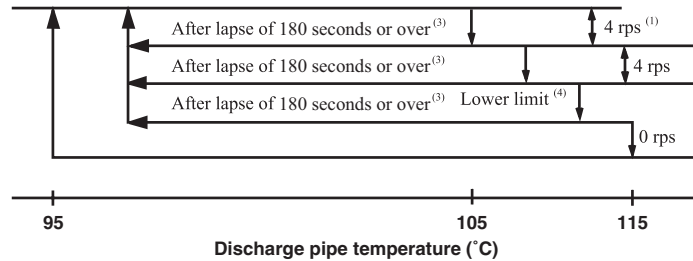 After lapse of 180 seconds or over(3)
4 rps (1)
After lapse of 180 seconds or over(3)
4 rps
After lapse of 180 seconds or over(3)
Lower limit (4)
0 rps
95
105
115
Discharge pipe temperature (˚C)